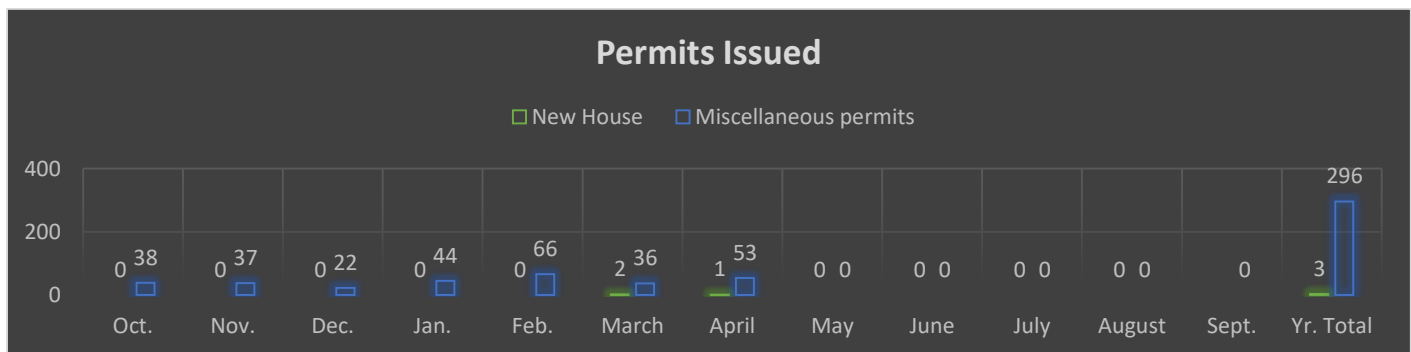 Permits Issued
New House Miscellaneous permits
400
200
0
0 38 0 37 0 22 0 44 0 66 2 36 1 53 0 0 0 0 0 0 0 0 0 3 296
Oct. Nov. Dec. Jan. Feb. March April May June July August Sept. Yr. Total